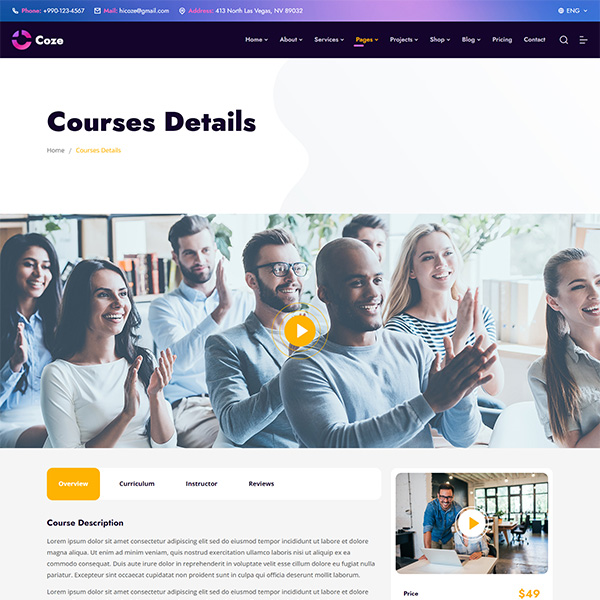 Phone: +990-123-4567 Mail: hicoze@gmail.com Address: 413 North Las Vegas, NV 89032 ENG
Coze Home About Services Pages Projects Shop Blog Pricing Contact
Courses Details
Home / Courses Details
Overview Curriculum Instructor Reviews
Course Description
Lorem ipsum dolor sit amet consectetur adipiscing elit sed do eiusmod tempor incididunt ut labore et dolore
magna aliqua. Ut enim ad minim veniam, quis nostrud exercitation ullamco laboris nisi ut aliquip ex ea
commodo consequat. Duis aute irure dolor in reprehenderit in voluptate velit esse cillum dolore eu fugiat nulla
pariatur. Excepteur sint occaecat cupidatat non proident sunt in culpa qui officia deserunt mollit anim id est laborum.
Lorem ipsum dolor sit amet consectetur adipiscing elit sed do eiusmod tempor incididunt ut labore et dolore
Price $49